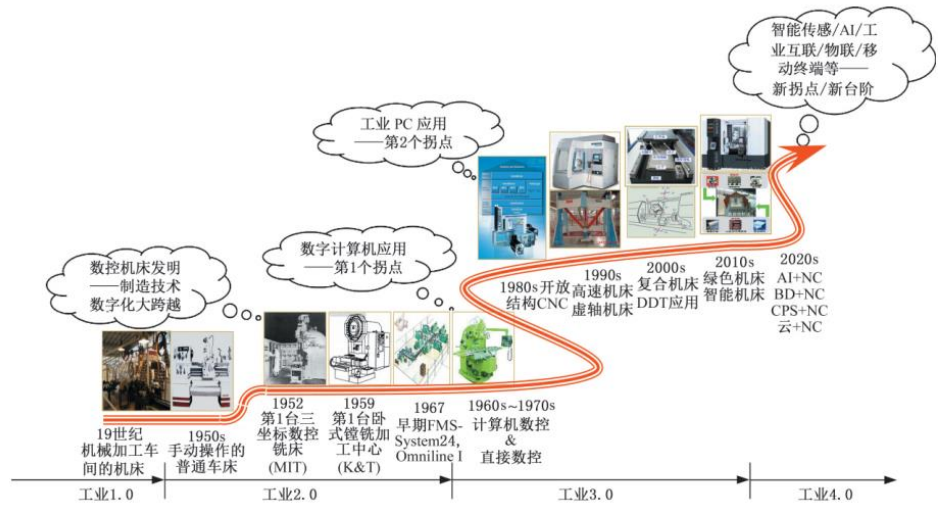 智能传感/AI/工
业互联/物联/移
动终端等——
新拐点/新台阶
工业 PC 应用
——第2个拐点
数字计算机应用
——第1个拐点
数控机床发明
——制造技术
数字化大跨越
19世纪
机械加工车
间的机床
1950s
手动操作的
普通车床
1952
第1台三
坐标数控
铣床
(MIT)
1959
第1台卧
式镗铣加
工中心
(K&T)
1967
早期FMS-
System24,
Omniline I
1960s~1970s
计算机数控
&
直接数控
1980s开放
结构CNC
1990s
高速机床
虚轴机床
2000s
复合机床
DDT应用
2010s
绿色机床
智能机床
2020s
AI+NC
BD+NC
CPS+NC
云+NC
工业1.0
工业2.0
工业3.0
工业4.0